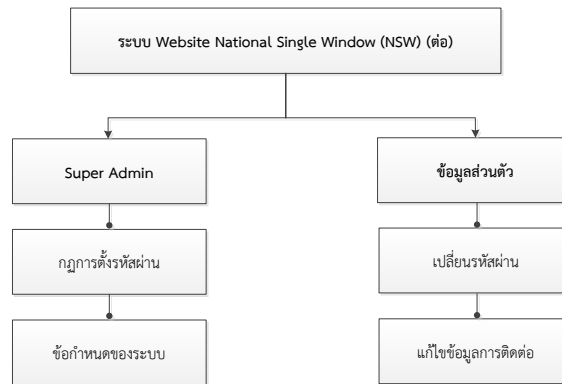 ระบบ Website National Single Window (NSW) (ต่อ)
Super Admin
ข้อมูลส่วนตัว
กฏการตั้งรหัสผ่าน
เปลี่ยนรหัสผ่าน
ข้อกำหนดของระบบ
แก้ไขข้อมูลการติดต่อ